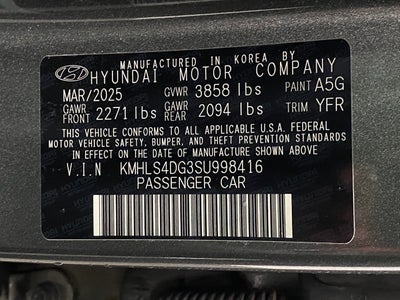 MANUFACTURED IN KOREA BY
HYUNDAI MOTOR COMPANY
MAR/2025 GVWR 3858 lbs PAINT A5G
GAWR FRONT 2271 lbs GAWR REAR 2094 lbs TRIM YFR
THIS VEHICLE CONFORMS TO ALL APPLICABLE U.S.A. FEDERAL
MOTOR VEHICLE SAFETY, BUMPER, AND THEFT PREVENTION STANDARDS
IN EFFECT ON THE DATE OF MANUFACTURE SHOWN ABOVE.
V.I.N KMHLS4DG3SU998416
PASSENGER CAR